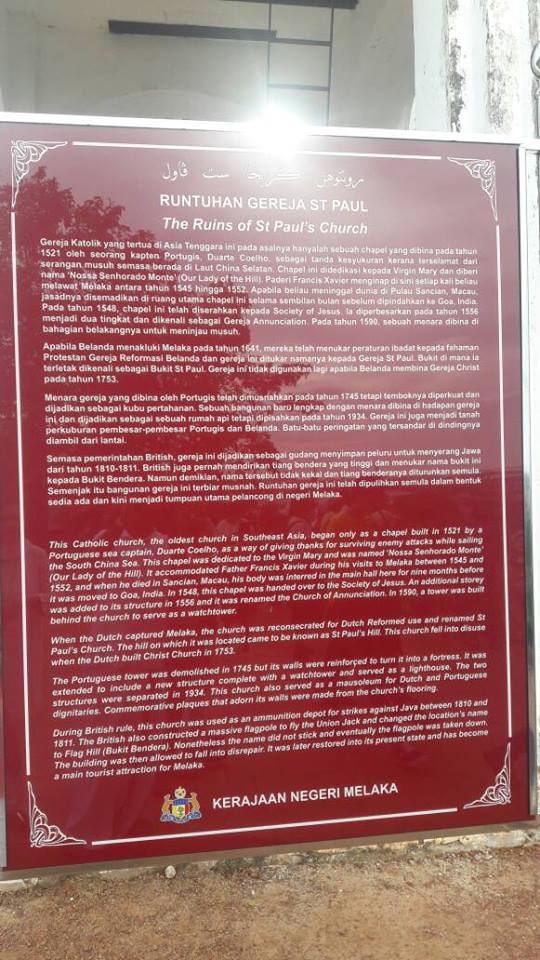 رونتوهن ݢريجا ست ڤاول
RUNTUHAN GEREJA ST PAUL
The Ruins of St Paul's Church
Gereja Katolik yang tertua di Asia Tenggara ini pada asalnya hanyalah sebuah chapel yang dibina pada tahun
1521 oleh seorang kapten Portugis, Duarte Coelho, sebagai tanda kesyukuran kerana terselamat dari
serangan musuh semasa berada di Laut China Selatan. Chapel ini didedikasi kepada Virgin Mary dan diberi
nama 'Nossa Senhorado Monte' (Our Lady of the Hill). Paderi Francis Xavier menginap di sini setiap kali beliau
melawat Melaka antara tahun 1545 hingga 1552. Apabila beliau meninggal dunia di Pulau Sancian, Macau,
jasadnya disemadikan di ruang utama chapel ini selama sembilan bulan sebelum dipindahkan ke Goa, India.
Pada tahun 1548, chapel ini telah diserahkan kepada Society of Jesus. Ia diperbesarkan pada tahun 1556
menjadi dua tingkat dan dikenali sebagai Gereja Annunciation. Pada tahun 1590, sebuah menara dibina di
bahagian belakangnya untuk meninjau musuh.
Apabila Belanda menakluki Melaka pada tahun 1641, mereka telah menukar peraturan ibadat kepada fahaman
Protestan Gereja Reformasi Belanda dan gereja ini ditukar namanya kepada Gereja St Paul. Bukit di mana ia
terletak dikenali sebagai Bukit St Paul. Gereja ini tidak digunakan lagi apabila Belanda membina Gereja Christ
pada tahun 1753.
Menara gereja yang dibina oleh Portugis telah dimusnahkan pada tahun 1745 tetapi temboknya diperkuat dan
dijadikan sebagai kubu pertahanan. Sebuah bangunan baru lengkap dengan menara dibina di hadapan gereja
ini dan dijadikan sebagai sebuah rumah api tetapi dipisahkan pada tahun 1934. Gereja ini juga menjadi tanah
perkuburan pembesar-pembesar Portugis dan Belanda. Batu-batu peringatan yang tersandar di dindingnya
diambil dari lantai.
Semasa pemerintahan British, gereja ini dijadikan sebagai gudang menyimpan peluru untuk menyerang Jawa
dari tahun 1810-1811. British juga pernah mendirikan tiang bendera yang tinggi dan menukar nama bukit ini
kepada Bukit Bendera. Namun demikian, nama tersebut tidak kekal dan tiang benderanya diturunkan semula.
Semenjak itu bangunan gereja ini terbiar musnah. Runtuhan gereja ini telah dipulihkan semula dalam bentuk
sedia ada dan kini menjadi tumpuan utama pelancong di negeri Melaka.
This Catholic church, the oldest church in Southeast Asia, began only as a chapel built in 1521 by a
Portuguese sea captain, Duarte Coelho, as a way of giving thanks for surviving enemy attacks while sailing
the South China Sea. This chapel was dedicated to the Virgin Mary and was named 'Nossa Senhorado Monte'
(Our Lady of the Hill). It accommodated Father Francis Xavier during his visits to Melaka between 1545 and
1552, and when he died in Sancian, Macau, his body was interred in the main hall here for nine months before
it was moved to Goa, India. In 1548, this chapel was handed over to the Society of Jesus. An additional storey
was added to its structure in 1556 and it was renamed the Church of Annunciation. In 1590, a tower was built
behind the church to serve as a watchtower.
When the Dutch captured Melaka, the church was reconsecrated for Dutch Reformed use and renamed St
Paul's Church. The hill on which it was located came to be known as St Paul's Hill. This church fell into disuse
when the Dutch built Christ Church in 1753.
The Portuguese tower was demolished in 1745 but its walls were reinforced to turn it into a fortress. It was
extended to include a new structure complete with a watchtower and served as a lighthouse. The two
structures were separated in 1934. This church also served as a mausoleum for Dutch and Portuguese
dignitaries. Commemorative plaques that adorn its walls were made from the church's flooring.
During British rule, this church was used as an ammunition depot for strikes against Java between 1810 and
1811. The British also constructed a massive flagpole to fly the Union Jack and changed the location's name
to Flag Hill (Bukit Bendera). Nonetheless the name did not stick and eventually the flagpole was taken down.
The building was then allowed to fall into disrepair. It was later restored into its present state and has become
a main tourist attraction for Melaka.
KERAJAAN NEGERI MELAKA